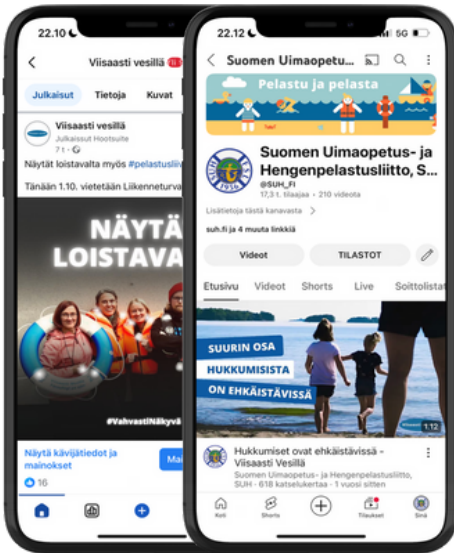 22.10
Viisaasti vesillä
Julkaisut Tietoja Kuvat
Viisaasti vesillä
Julkaissut Hootsuite
7 t
Näytät loistavalta myös #pelastusliiv
Tänään 1.10. vietetään Liikenneturva
NÄYTÄ
LOISTAVA
#VahvastiNäkyvä
Näytä kävijätiedot ja
mainokset
Mai
16
22.12
5G
Suomen Uimaopetu...
Pelastu ja pelasta
SUH
1956
Suomen Uimaopetus- ja
Hengenpelastusliitto, S...
@SUH_FI
17,3 t. tilaajaa • 210 videota
Lisätietoja tästä kanavasta >
suh.fi ja 4 muuta linkkiä
Videot TILASTOT
Etusivu Videot Shorts Live Soittolistat
SUURIN OSA
HUKKUMISISTA
ON EHKÄISTÄVISSÄ
1:12
Hukkumiset ovat ehkäistävissä -
Viisaasti Vesillä
Suomen Uimaopetus- ja Hengenpelastusliitto,
SUH · 618 katselukertaa · 1 vuosi sitten
Koti Shorts Tilaukset Sinä